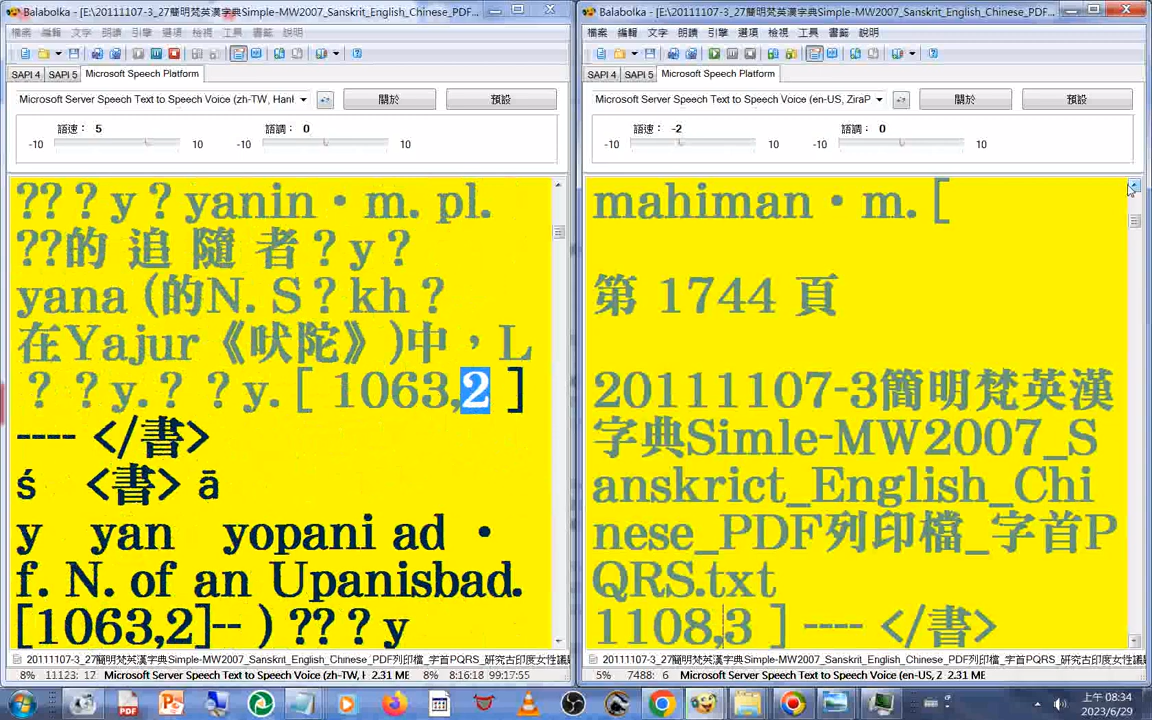 Balabolka - [E:\20111107-3_27簡明梵英漢字典Simple-MW2007_Sanskrit_English_Chinese_PDF...
檔案 編輯 文字 朗讀 引擎 選項 檢視 工具 書籤 說明
SAPI 4 SAPI 5 Microsoft Speech Platform
Microsoft Server Speech Text to Speech Voice (zh-TW, Hanl 關於 預設
語速： 5 語調： 0
-10 10 -10 10
?? ? y ? yanin • m. pl.
??的 追 隨 者 ? y ?
yana (的N. S ? kh ?
在Yajur《吠陀》)中，L
? ? y. ? ? y. [ 1063,2 ]
---- </書>
ś <書> ā
y yan yopani ad •
f. N. of an Upanisbad.
[1063,2]-- ) ?? ? y
20111107-3_27簡明梵英漢字典Simple-MW2007_Sanskrit_English_Chinese_PDF列印檔_字首PQRS_研究古印度女性議
8% 11123: 17 Microsoft Server Speech Text to Speech Voice (zh-TW, H 2.31 ME 8:16:18 99:17:55
Balabolka - [E:\20111107-3_27簡明梵英漢字典Simple-MW2007_Sanskrit_English_Chinese_PDF...
檔案 編輯 文字 朗讀 引擎 選項 檢視 工具 書籤 說明
SAPI 4 SAPI 5 Microsoft Speech Platform
Microsoft Server Speech Text to Speech Voice (en-US, ZiraP 關於 預設
語速： -2 語調： 0
-10 10 -10 10
mahiman • m. [
第 1744 頁
20111107-3簡明梵英漢
字典Simle-MW2007_S
anskrict_English_Chi
nese_PDF列印檔_字首P
QRS.txt
1108,3 ] ---- </書>
20111107-3_27簡明梵英漢字典Simple-MW2007_Sanskrit_English_Chinese_PDF列印檔_字首PQRS_研究古印度女性議
5% 7488: 6 Microsoft Server Speech Text to Speech Voice (en-US, 2 2.31 ME
上午 08:34
2023/6/29